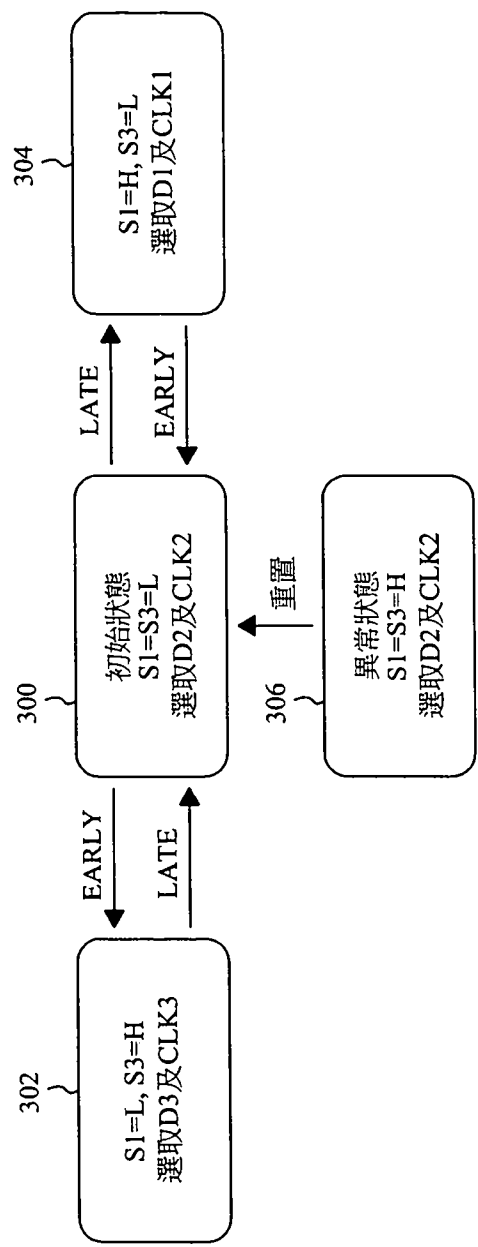 302
S1=L, S3=H
選取D3及CLK3
EARLY
LATE
300
初始狀態
S1=S3=L
選取D2及CLK2
LATE
EARLY
304
S1=H, S3=L
選取D1及CLK1
重置
306
異常狀態
S1=S3=H
選取D2及CLK2